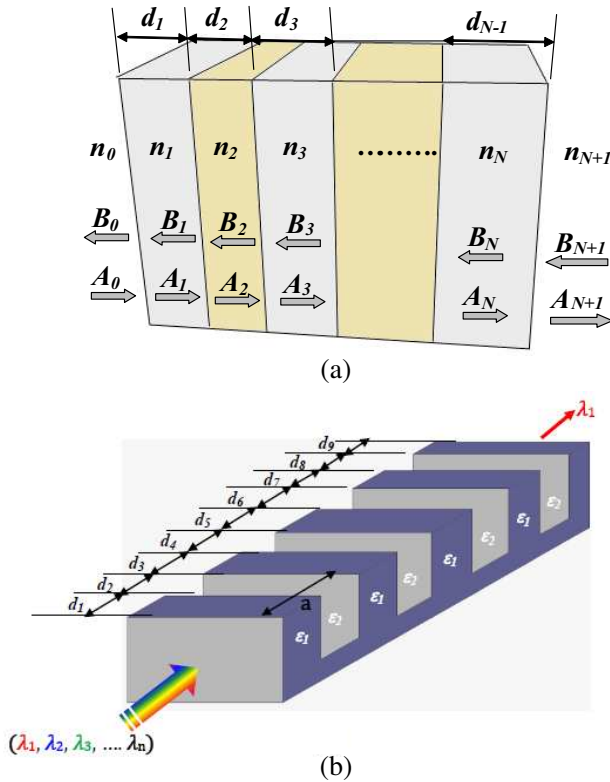 d1 d2 d3 dN-1
n0 n1 n2 n3 ......... nN nN+1
B0 B1 B2 B3 BN BN+1
A0 A1 A2 A3 AN AN+1
(a)
λ1
d9
d8
d7
d6
d5
d4
d3
d2
d1
a
ε1 ε2 ε1 ε2 ε1 ε2 ε1 ε2
(λ1, λ2, λ3, .... λn)
(b)